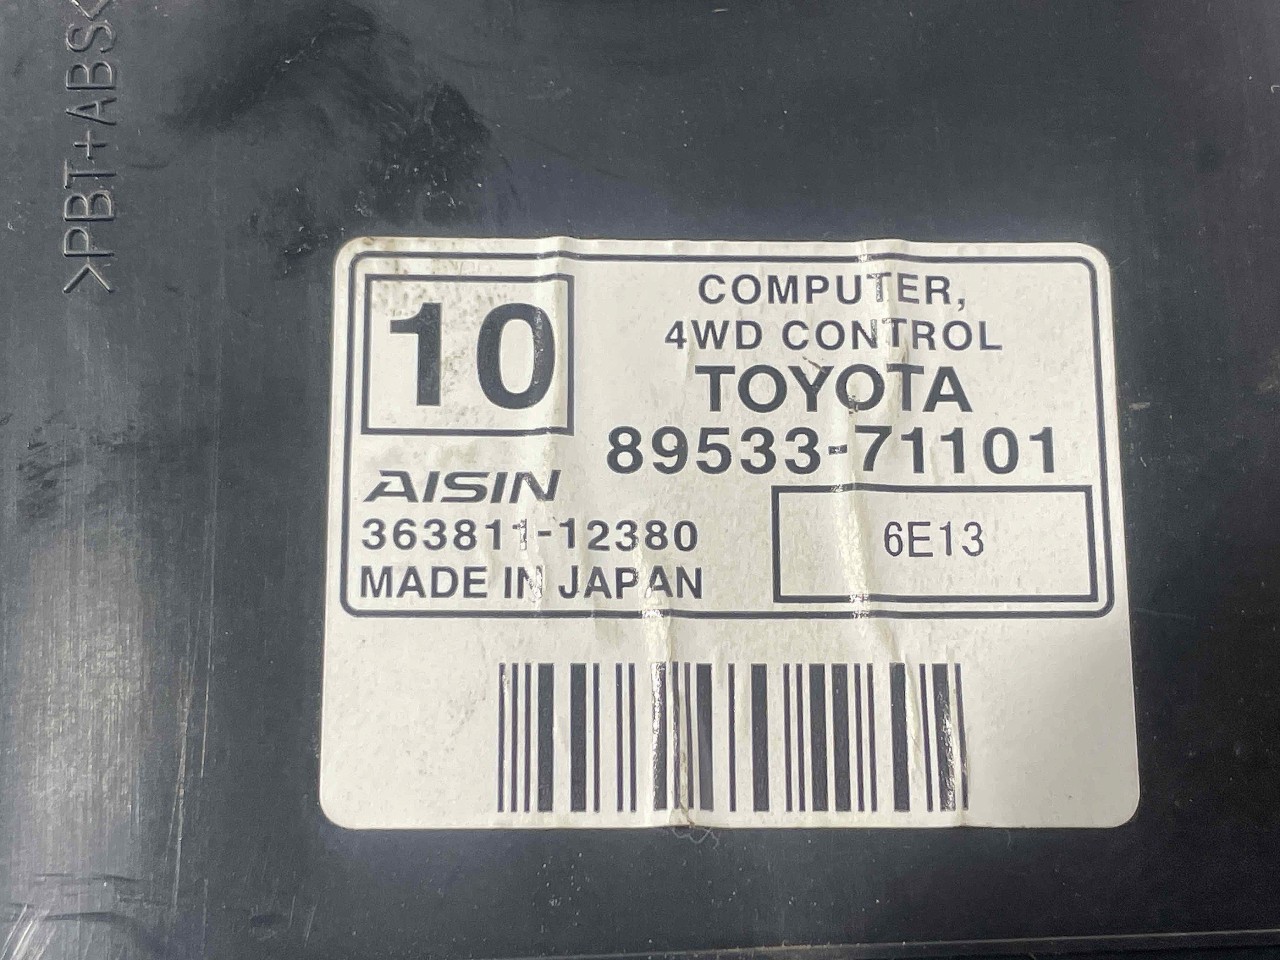 >PBT+ABS<
10
COMPUTER,
4WD CONTROL
TOYOTA
89533-71101
AISIN
363811-12380
6E13
MADE IN JAPAN